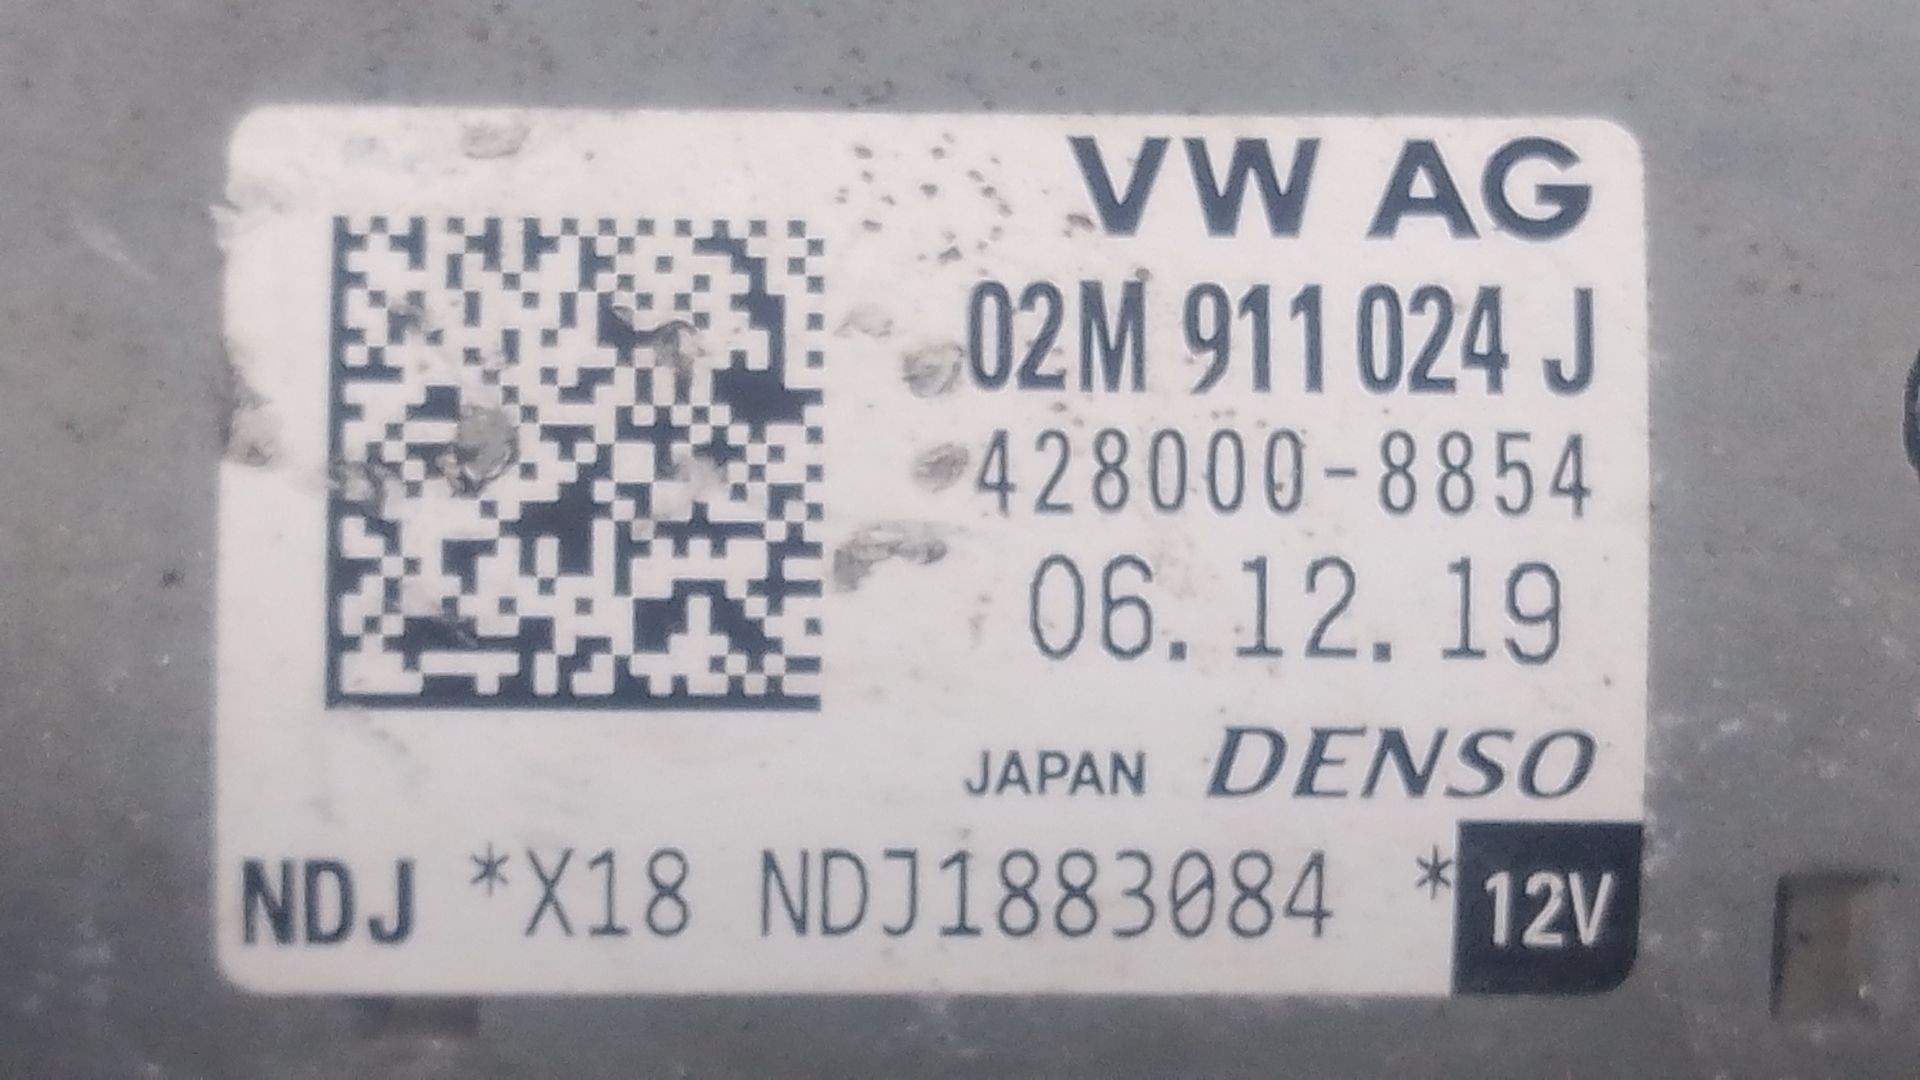 VW AG
02M 911 024 J
428000-8854
06.12.19
JAPAN DENSO
NDJ *X18 NDJ1883084 * 12V